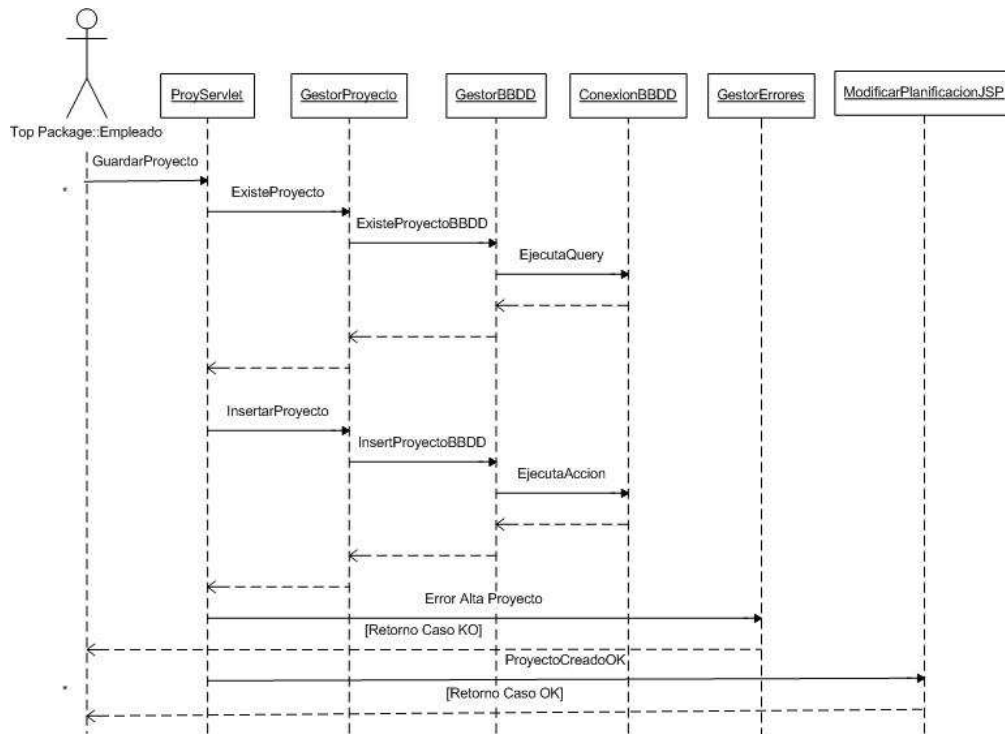 ProyServlet
GestorProyecto
GestorBBDD
ConexionBBDD
GestorErrores
ModificarPlanificacionJSP
Top Package::Empleado
GuardarProyecto
*
ExisteProyecto
ExisteProyectoBBDD
EjecutaQuery
InsertarProyecto
InsertProyectoBBDD
EjecutaAccion
Error Alta Proyecto
[Retorno Caso KO]
ProyectoCreadoOK
*
[Retorno Caso OK]